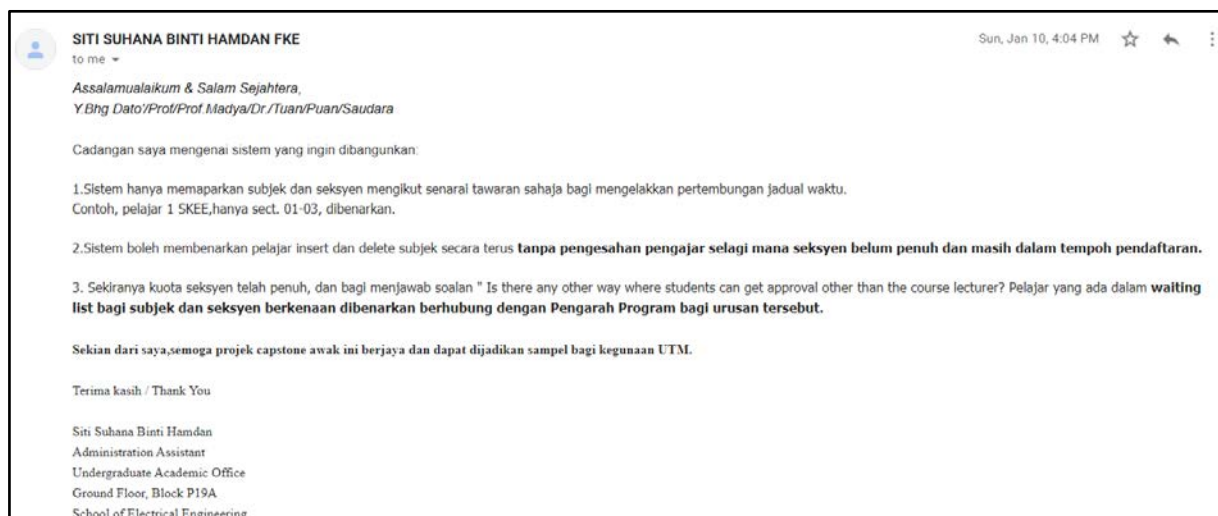 SITI SUHANA BINTI HAMDAN FKE
Sun, Jan 10, 4:04 PM
to me
Assalamualaikum & Salam Sejahtera,
Y.Bhg Dato'/Prof/Prof.Madya/Dr./Tuan/Puan/Saudara
Cadangan saya mengenai sistem yang ingin dibangunkan:
1.Sistem hanya memaparkan subjek dan seksyen mengikut senarai tawaran sahaja bagi mengelakkan pertembungan jadual waktu.
Contoh, pelajar 1 SKEE,hanya sect. 01-03, dibenarkan.
2.Sistem boleh membenarkan pelajar insert dan delete subjek secara terus tanpa pengesahan pengajar selagi mana seksyen belum penuh dan masih dalam tempoh pendaftaran.
3. Sekiranya kuota seksyen telah penuh, dan bagi menjawab soalan " Is there any other way where students can get approval other than the course lecturer? Pelajar yang ada dalam waiting
list bagi subjek dan seksyen berkenaan dibenarkan berhubung dengan Pengarah Program bagi urusan tersebut.
Sekian dari saya,semoga projek capstone awak ini berjaya dan dapat dijadikan sampel bagi kegunaan UTM.
Terima kasih / Thank You
Siti Suhana Binti Hamdan
Administration Assistant
Undergraduate Academic Office
Ground Floor, Block P19A
School of Electrical Engineering